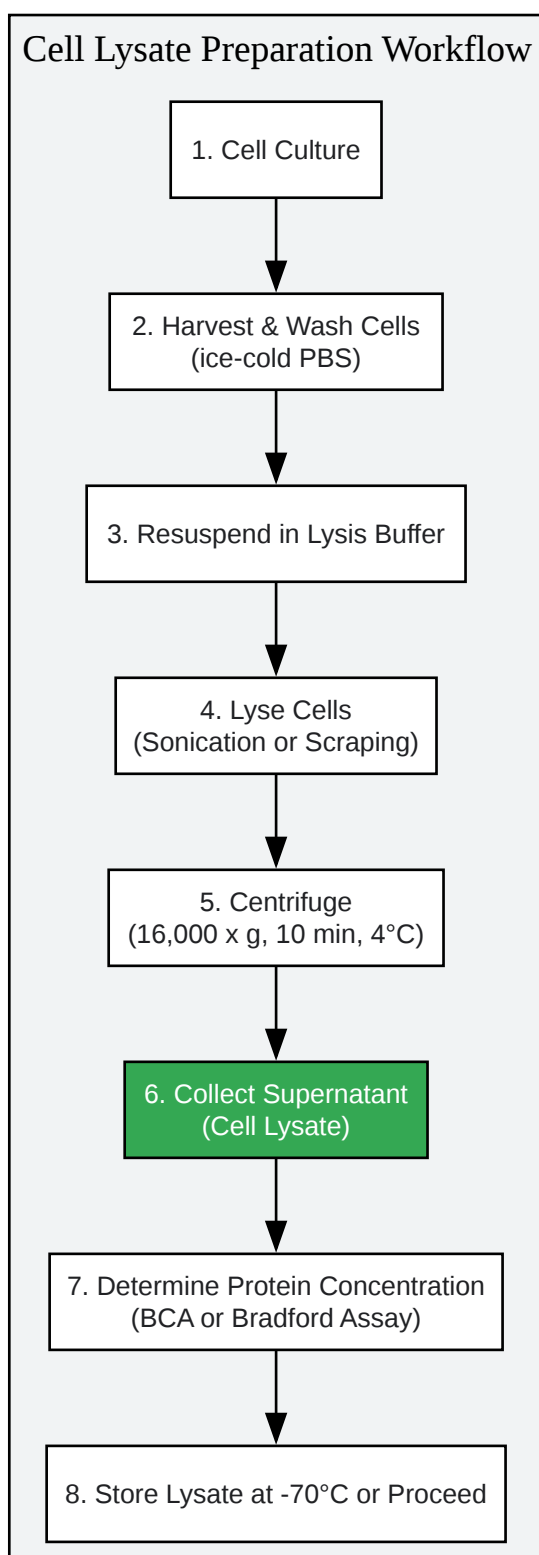 Cell Lysate Preparation Workflow
1. Cell Culture
2. Harvest & Wash Cells
(ice-cold PBS)
3. Resuspend in Lysis Buffer
4. Lyse Cells
(Sonication or Scraping)
5. Centrifuge
(16,000 x g, 10 min, 4°C)
6. Collect Supernatant
(Cell Lysate)
7. Determine Protein Concentration
(BCA or Bradford Assay)
8. Store Lysate at -70°C or Proceed